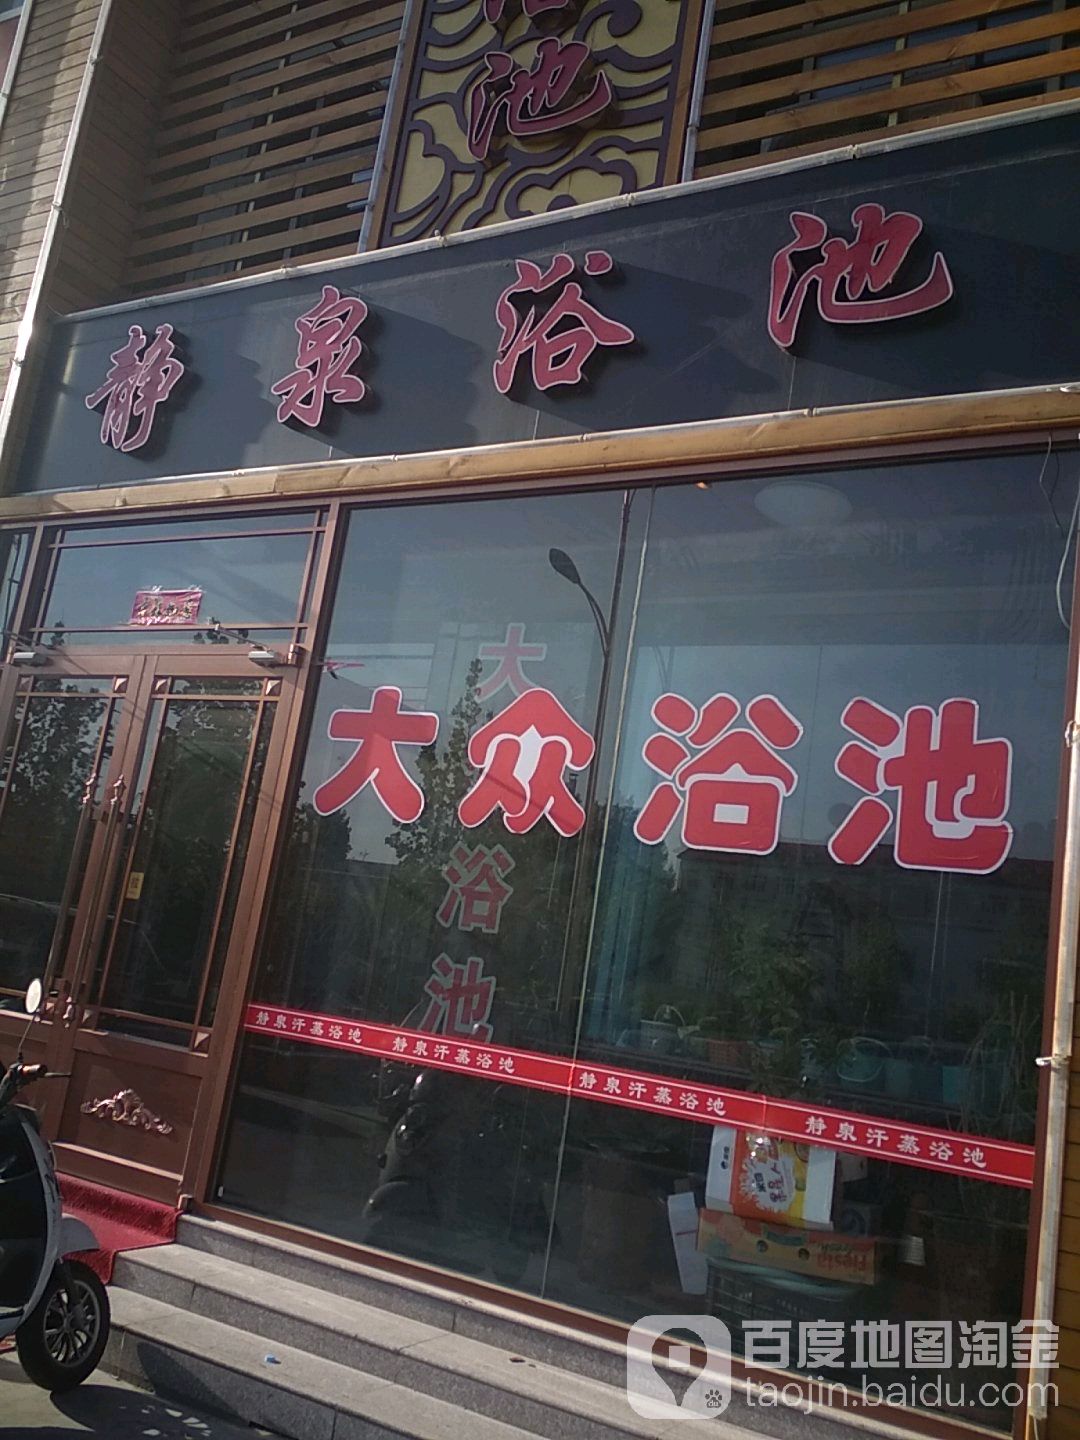 浴池
静泉浴池
大众浴池
大
浴
池
静泉汗蒸浴池 静泉汗蒸浴池 静泉汗蒸浴池 静泉汗蒸浴池
Fiesta
百度地图淘金
taojin.baidu.com